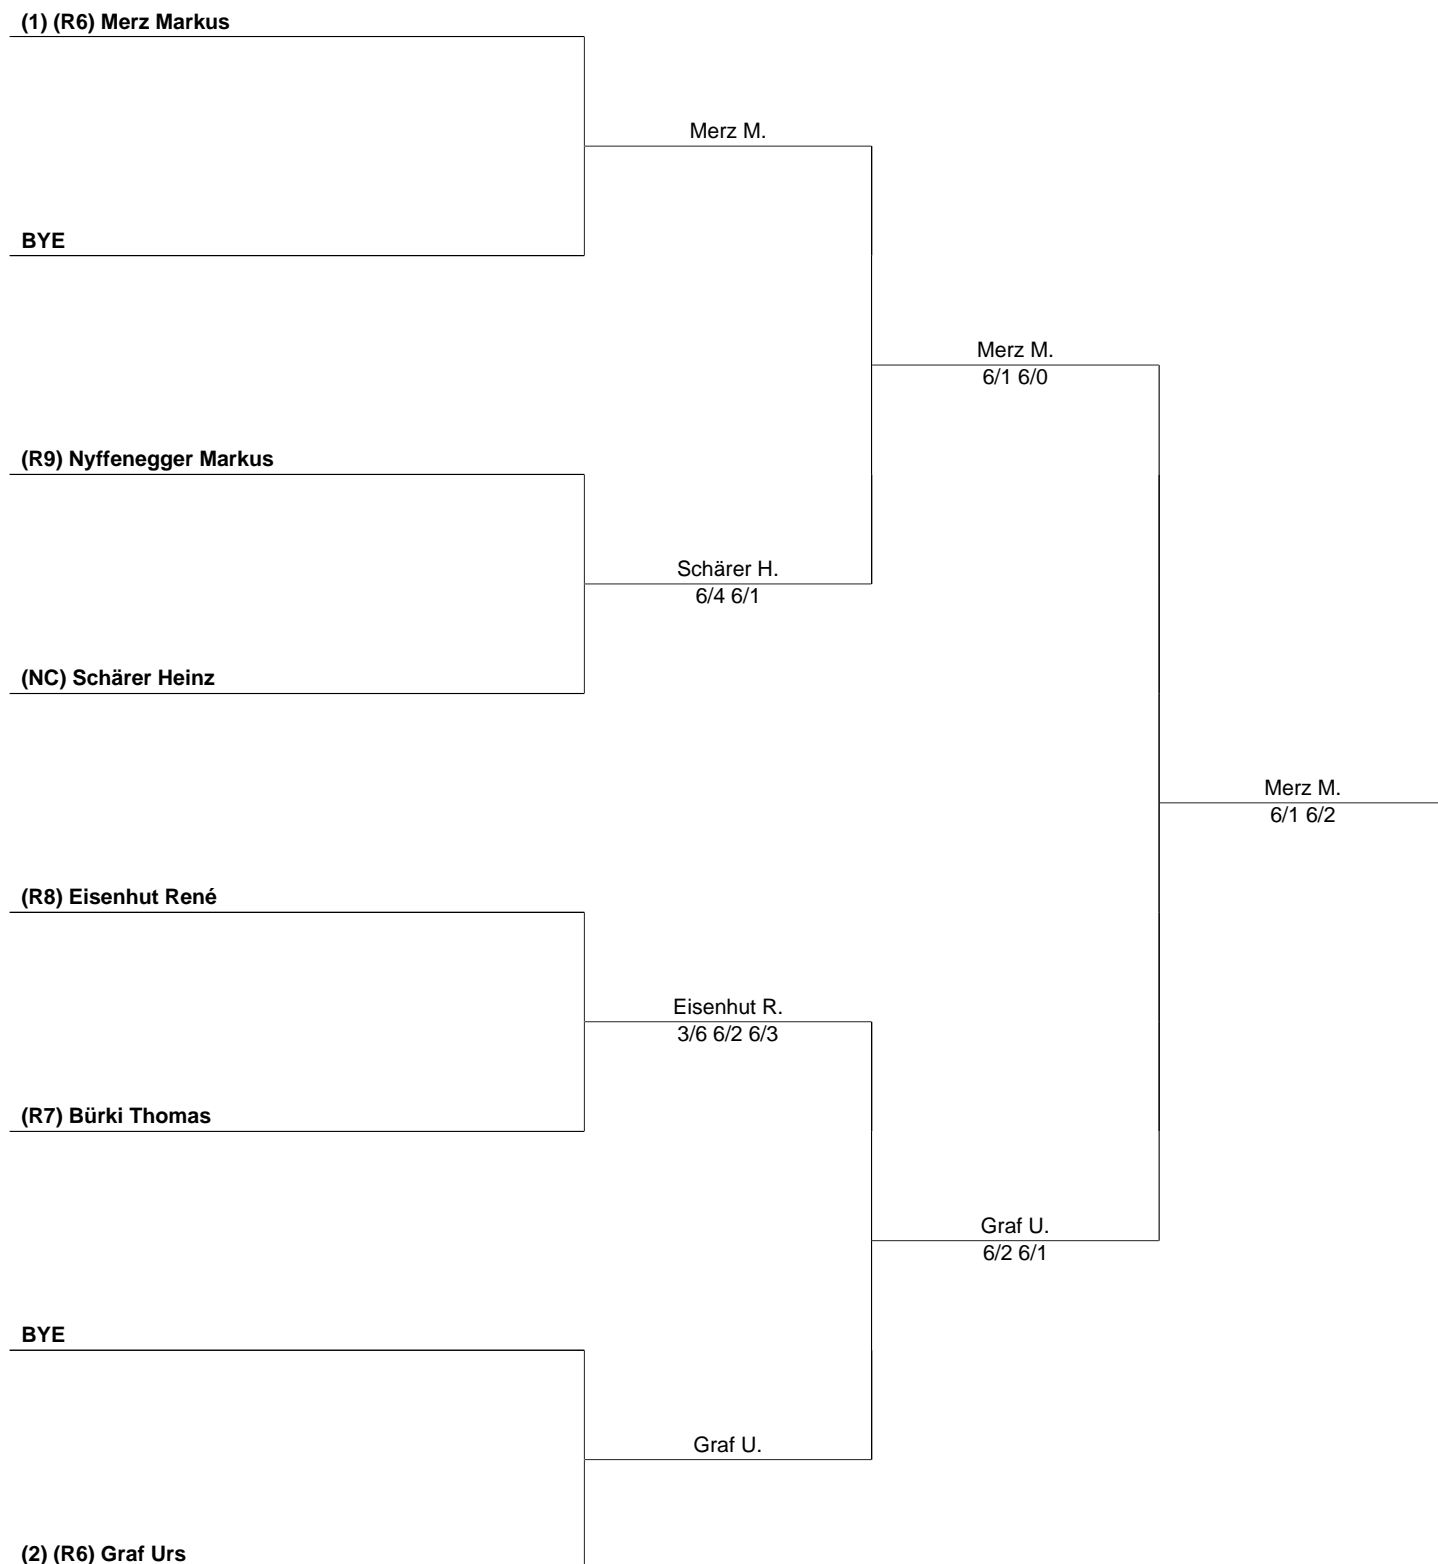 (1) (R6) Merz Markus
Merz M.
BYE
Merz M.
6/1 6/0
(R9) Nyffenegger Markus
Schärer H.
6/4 6/1
(NC) Schärer Heinz
Merz M.
6/1 6/2
(R8) Eisenhut René
Eisenhut R.
3/6 6/2 6/3
(R7) Bürki Thomas
Graf U.
6/2 6/1
BYE
Graf U.
(2) (R6) Graf Urs